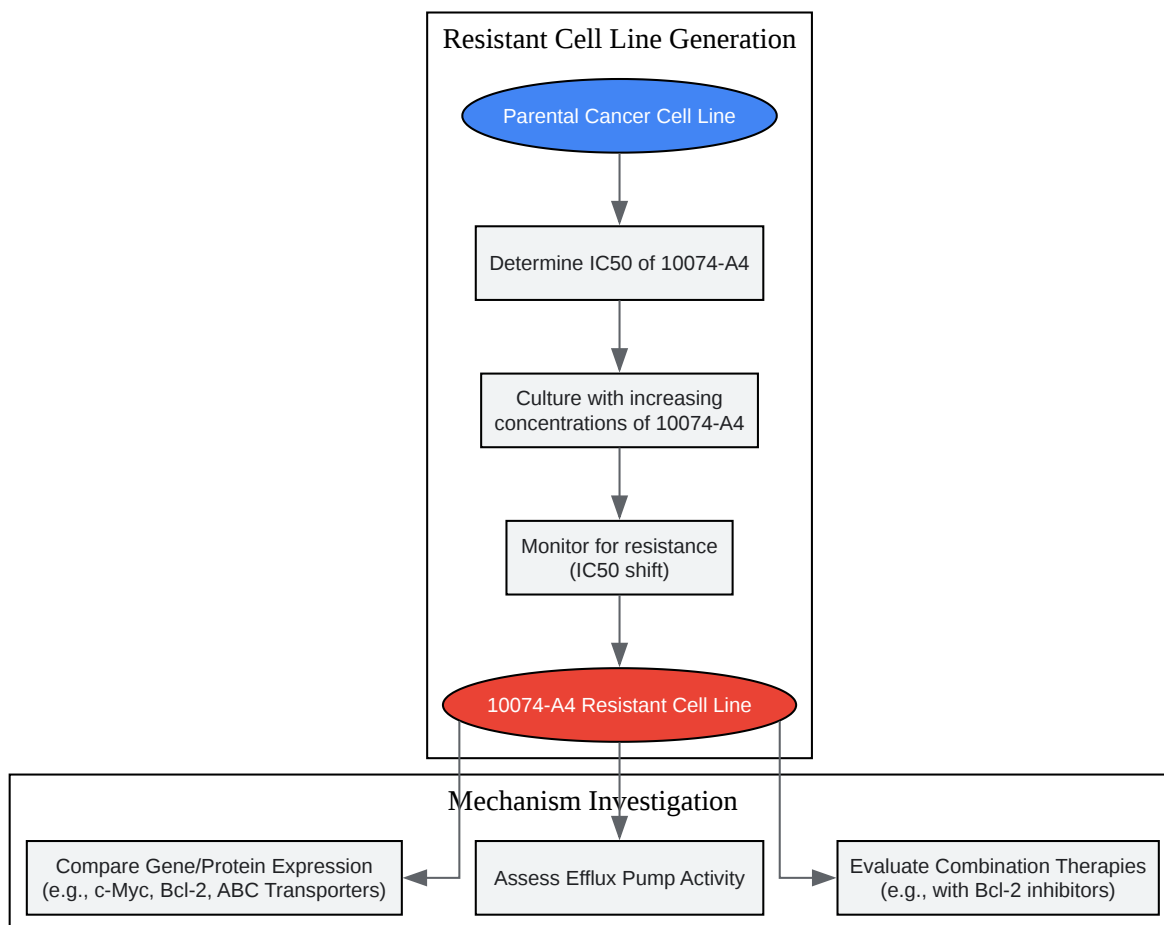 Resistant Cell Line Generation
Parental Cancer Cell Line
Determine IC50 of 10074-A4
Culture with increasing
concentrations of 10074-A4
Monitor for resistance
(IC50 shift)
10074-A4 Resistant Cell Line
Mechanism Investigation
Compare Gene/Protein Expression
(e.g., c-Myc, Bcl-2, ABC Transporters)
Assess Efflux Pump Activity
Evaluate Combination Therapies
(e.g., with Bcl-2 inhibitors)